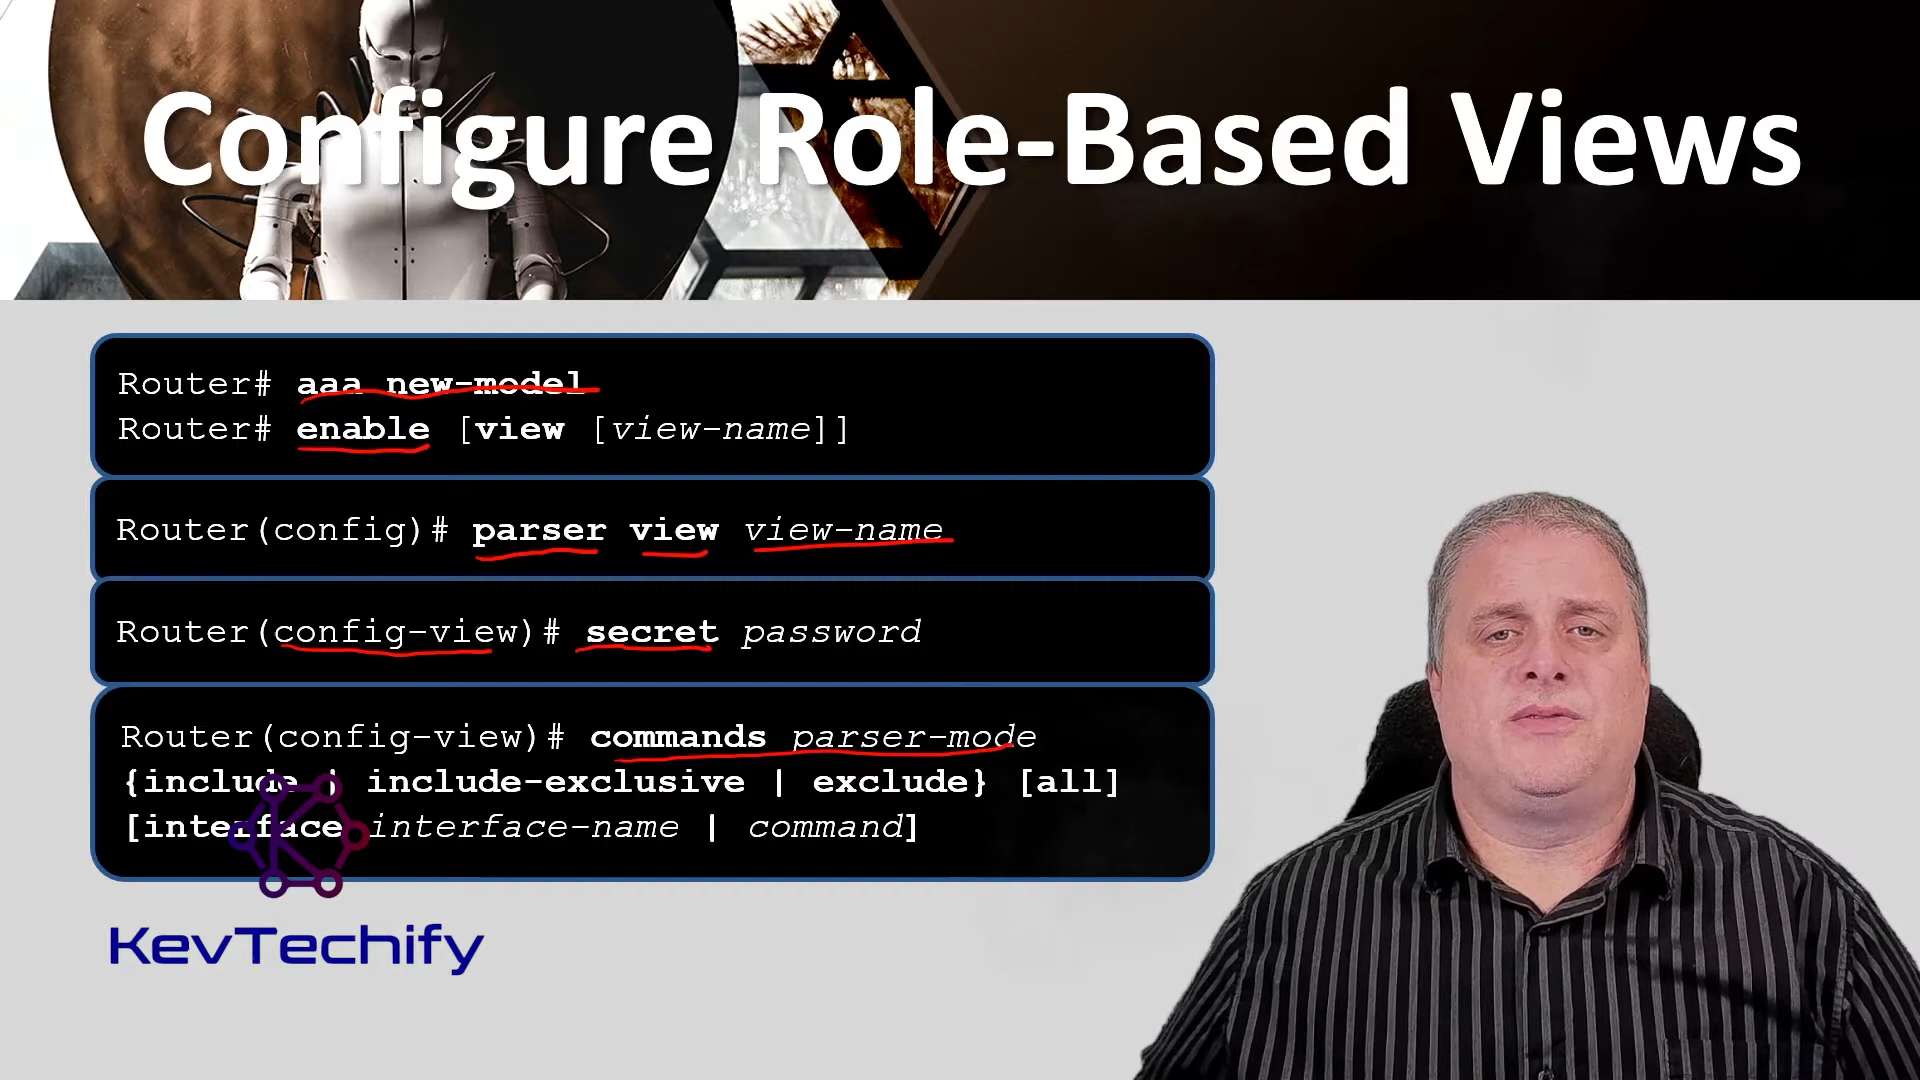 Configure Role-Based Views
Router# aaa new-model
Router# enable [view [view-name]]
Router(config)# parser view view-name
Router(config-view)# secret password
Router(config-view)# commands parser-mode
{include | include-exclusive | exclude} [all]
[interface interface-name | command]
KevTechify